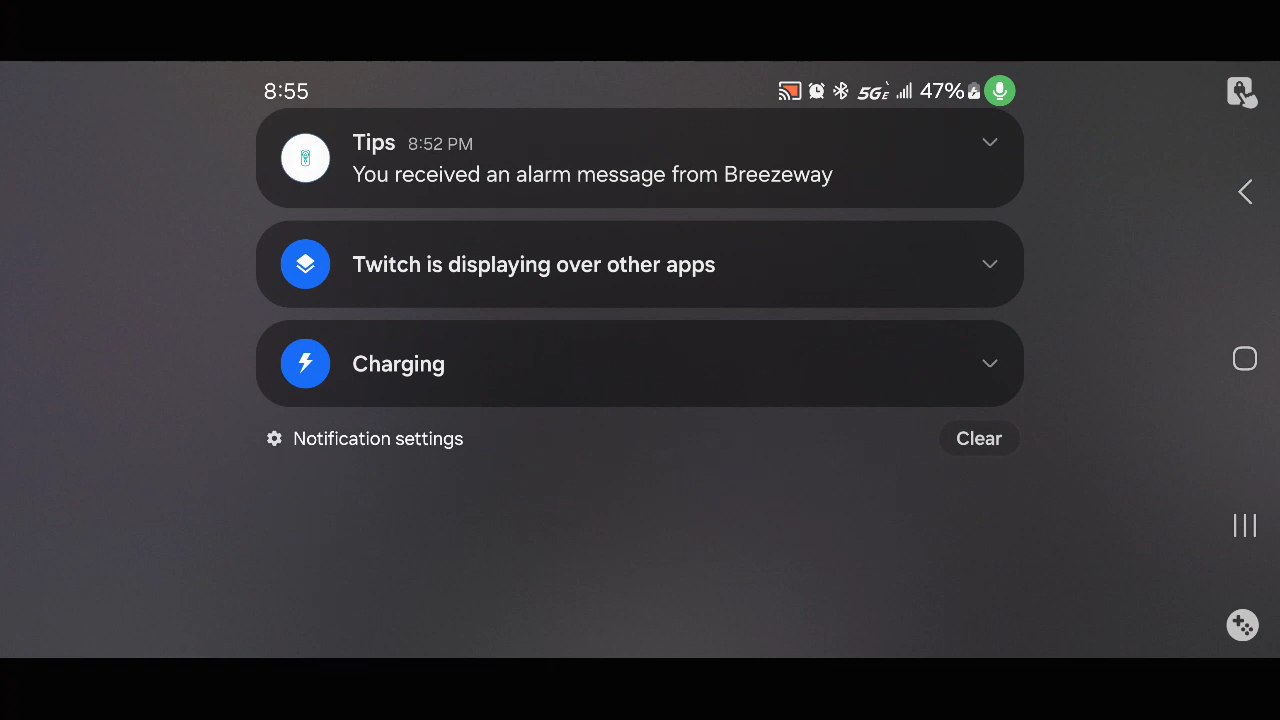 8:55 5GE 47%
Tips 8:52 PM
You received an alarm message from Breezeway
Twitch is displaying over other apps
Charging
Notification settings Clear